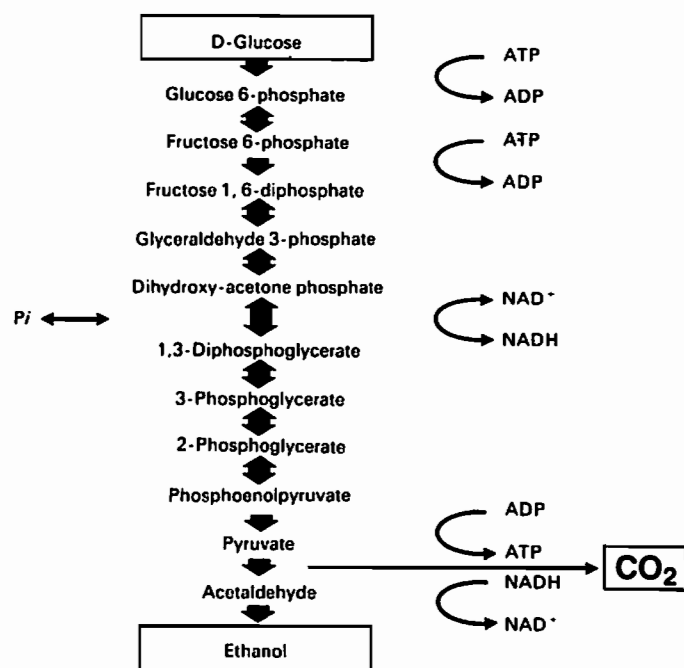 D-Glucose
ATP
Glucose 6-phosphate
ADP
Fructose 6-phosphate
ATP
Fructose 1, 6-diphosphate
ADP
Glyceraldehyde 3-phosphate
Dihydroxy-acetone phosphate
NAD+
Pi
NADH
1,3-Diphosphoglycerate
3-Phosphoglycerate
2-Phosphoglycerate
Phosphoenolpyruvate
ADP
Pyruvate
ATP
CO₂
NADH
Acetaldehyde
NAD+
Ethanol